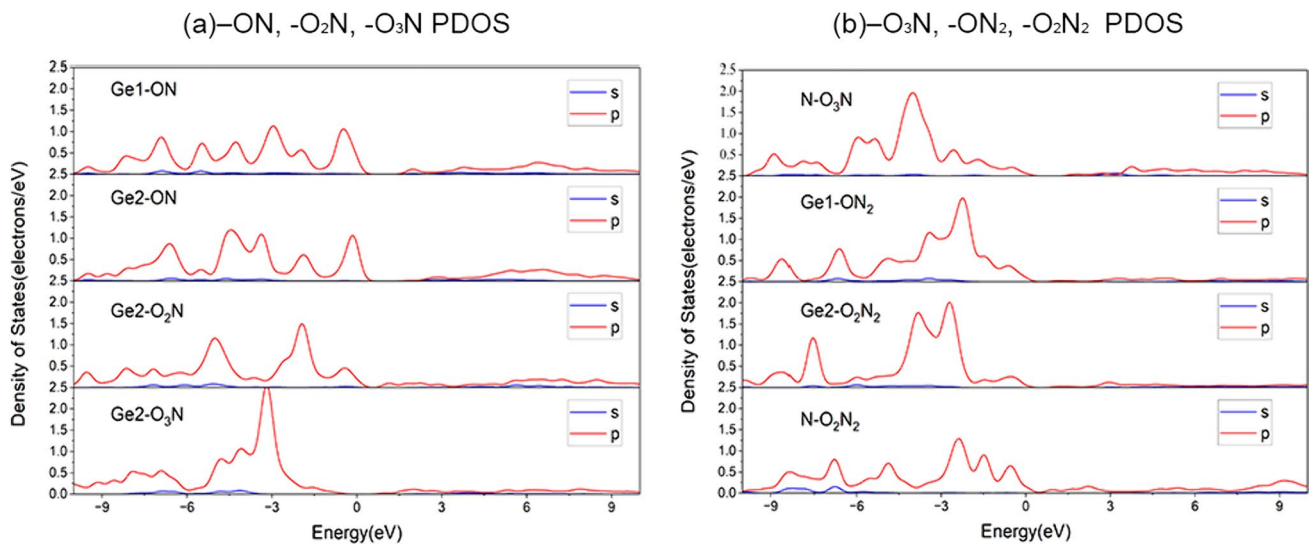 (a)–ON, -O₂N, -O₃N PDOS
2.5
2.0
1.5
1.0
0.5
2.5
2.0
1.5
1.0
0.5
2.5
2.0
1.5
1.0
0.5
2.5
2.0
1.5
1.0
0.5
0.0
Density of States(electrons/eV)
Ge1-ON
s
p
Ge2-ON
s
p
Ge2-O₂N
s
p
Ge2-O₃N
s
p
-9 -6 -3 0 3 6 9
Energy(eV)
(b)–O₃N, -ON₂, -O₂N₂ PDOS
2.5
2.0
1.5
1.0
0.5
2.5
2.0
1.5
1.0
0.5
2.5
2.0
1.5
1.0
0.5
2.5
2.0
1.5
1.0
0.5
0.0
Density of States(electrons/eV)
N-O₃N
s
p
Ge1-ON₂
s
p
Ge2-O₂N₂
s
p
N-O₂N₂
s
p
-9 -6 -3 0 3 6 9
Energy(eV)